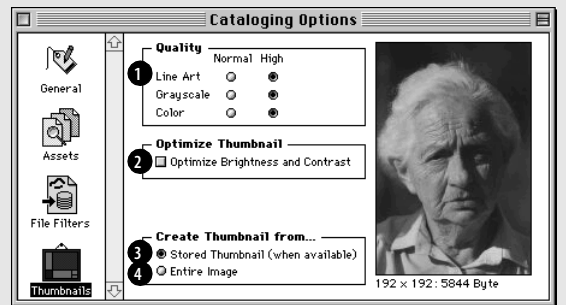 Cataloging Options
General
Assets
File Filters
Thumbnails
Quality
Normal High
1 Line Art
Grayscale
Color
Optimize Thumbnail
2 Optimize Brightness and Contrast
Create Thumbnail from...
3 Stored Thumbnail (when available)
4 Entire Image
192 x 192: 5844 Byte